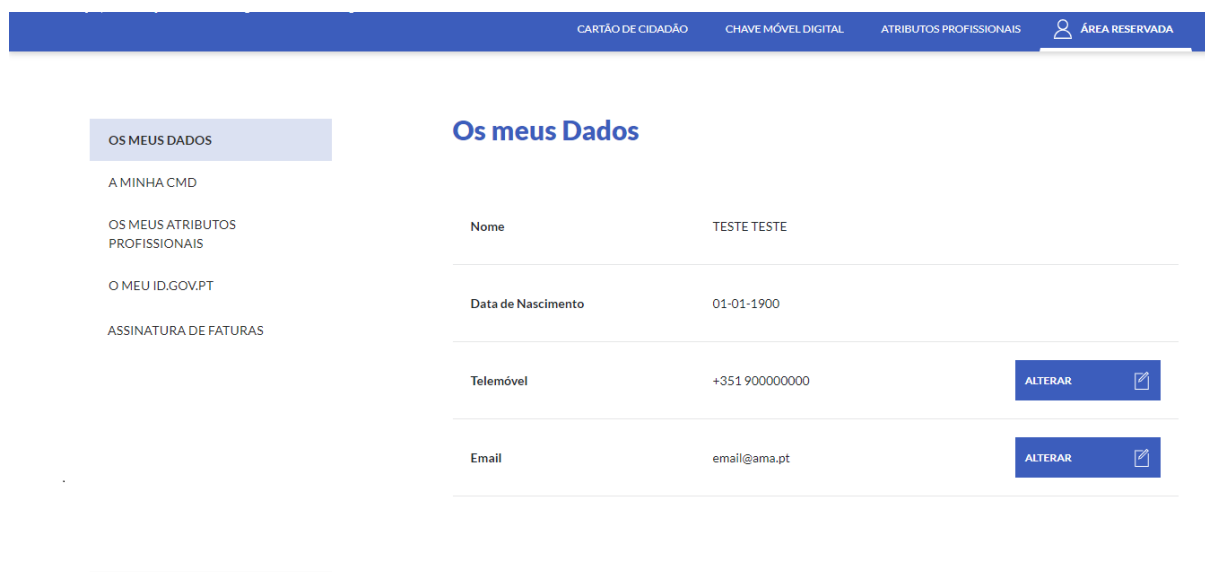 CARTÃO DE CIDADÃO
CHAVE MÓVEL DIGITAL
ATRIBUTOS PROFISSIONAIS
ÁREA RESERVADA
OS MEUS DADOS
A MINHA CMD
OS MEUS ATRIBUTOS
PROFISSIONAIS
O MEU ID.GOV.PT
ASSINATURA DE FATURAS
Os meus Dados
Nome
TESTE TESTE
Data de Nascimento
01-01-1900
Telemóvel
+351 900000000
ALTERAR
Email
email@ama.pt
ALTERAR